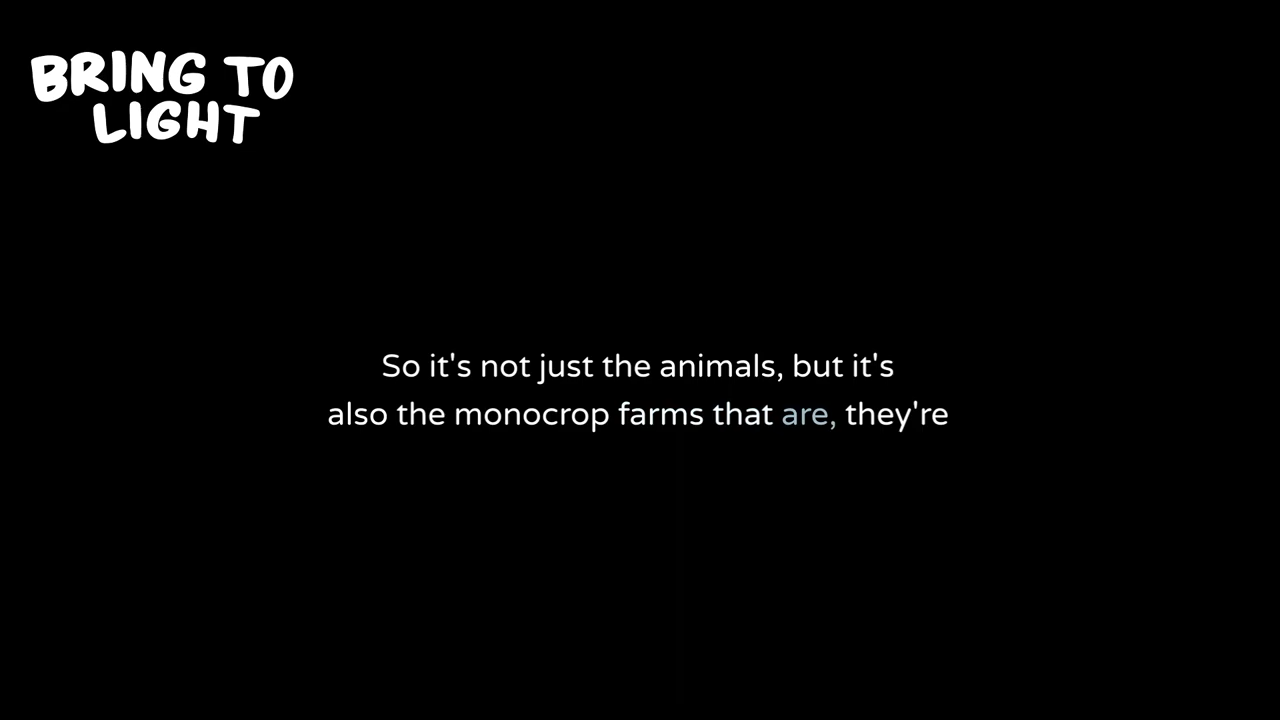 BRING TO
LIGHT
So it's not just the animals, but it's
also the monocrop farms that are, they're